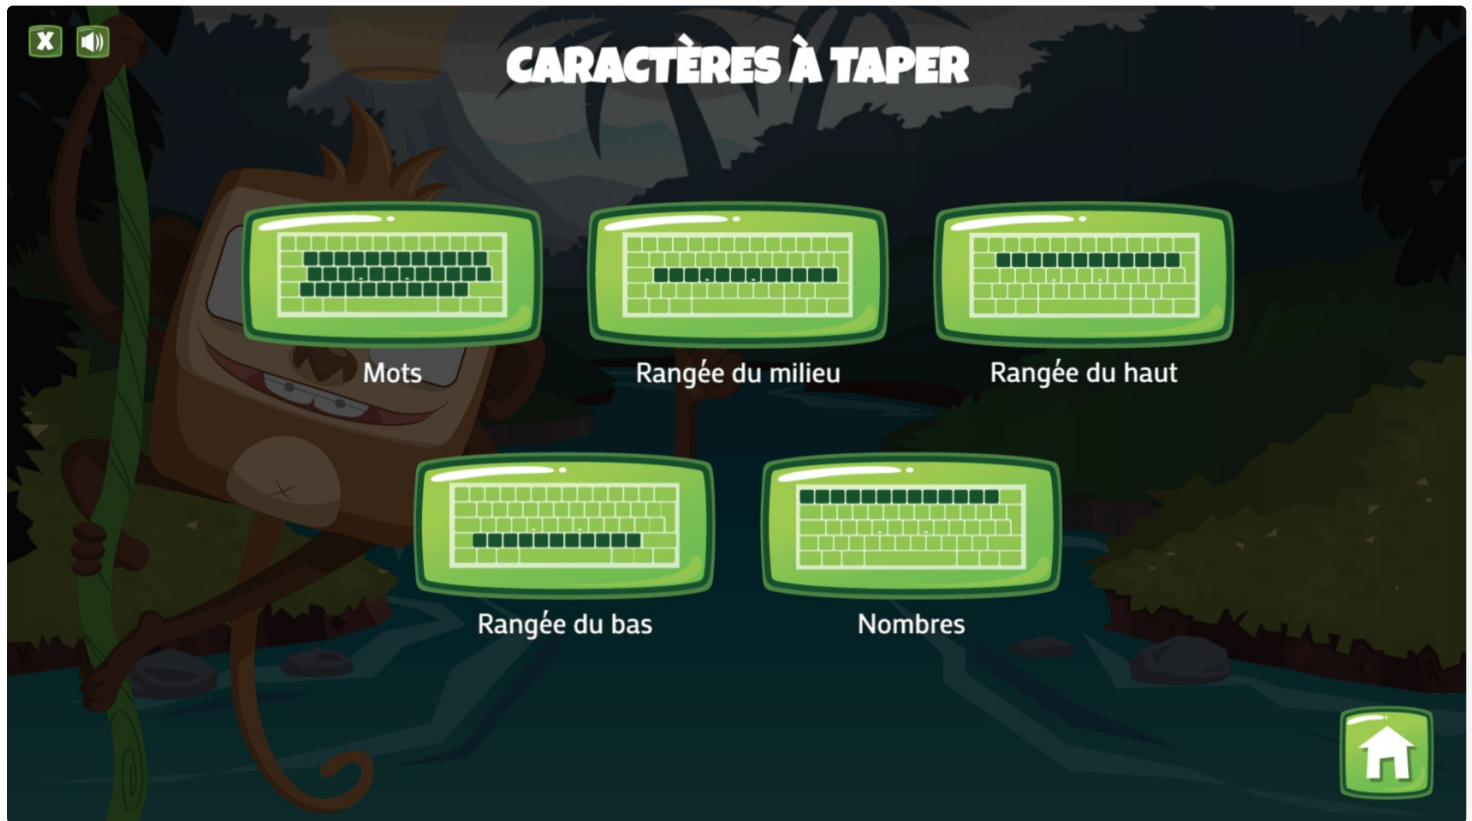 X
CARACTÈRES À TAPER
Mots
Rangée du milieu
Rangée du haut
Rangée du bas
Nombres